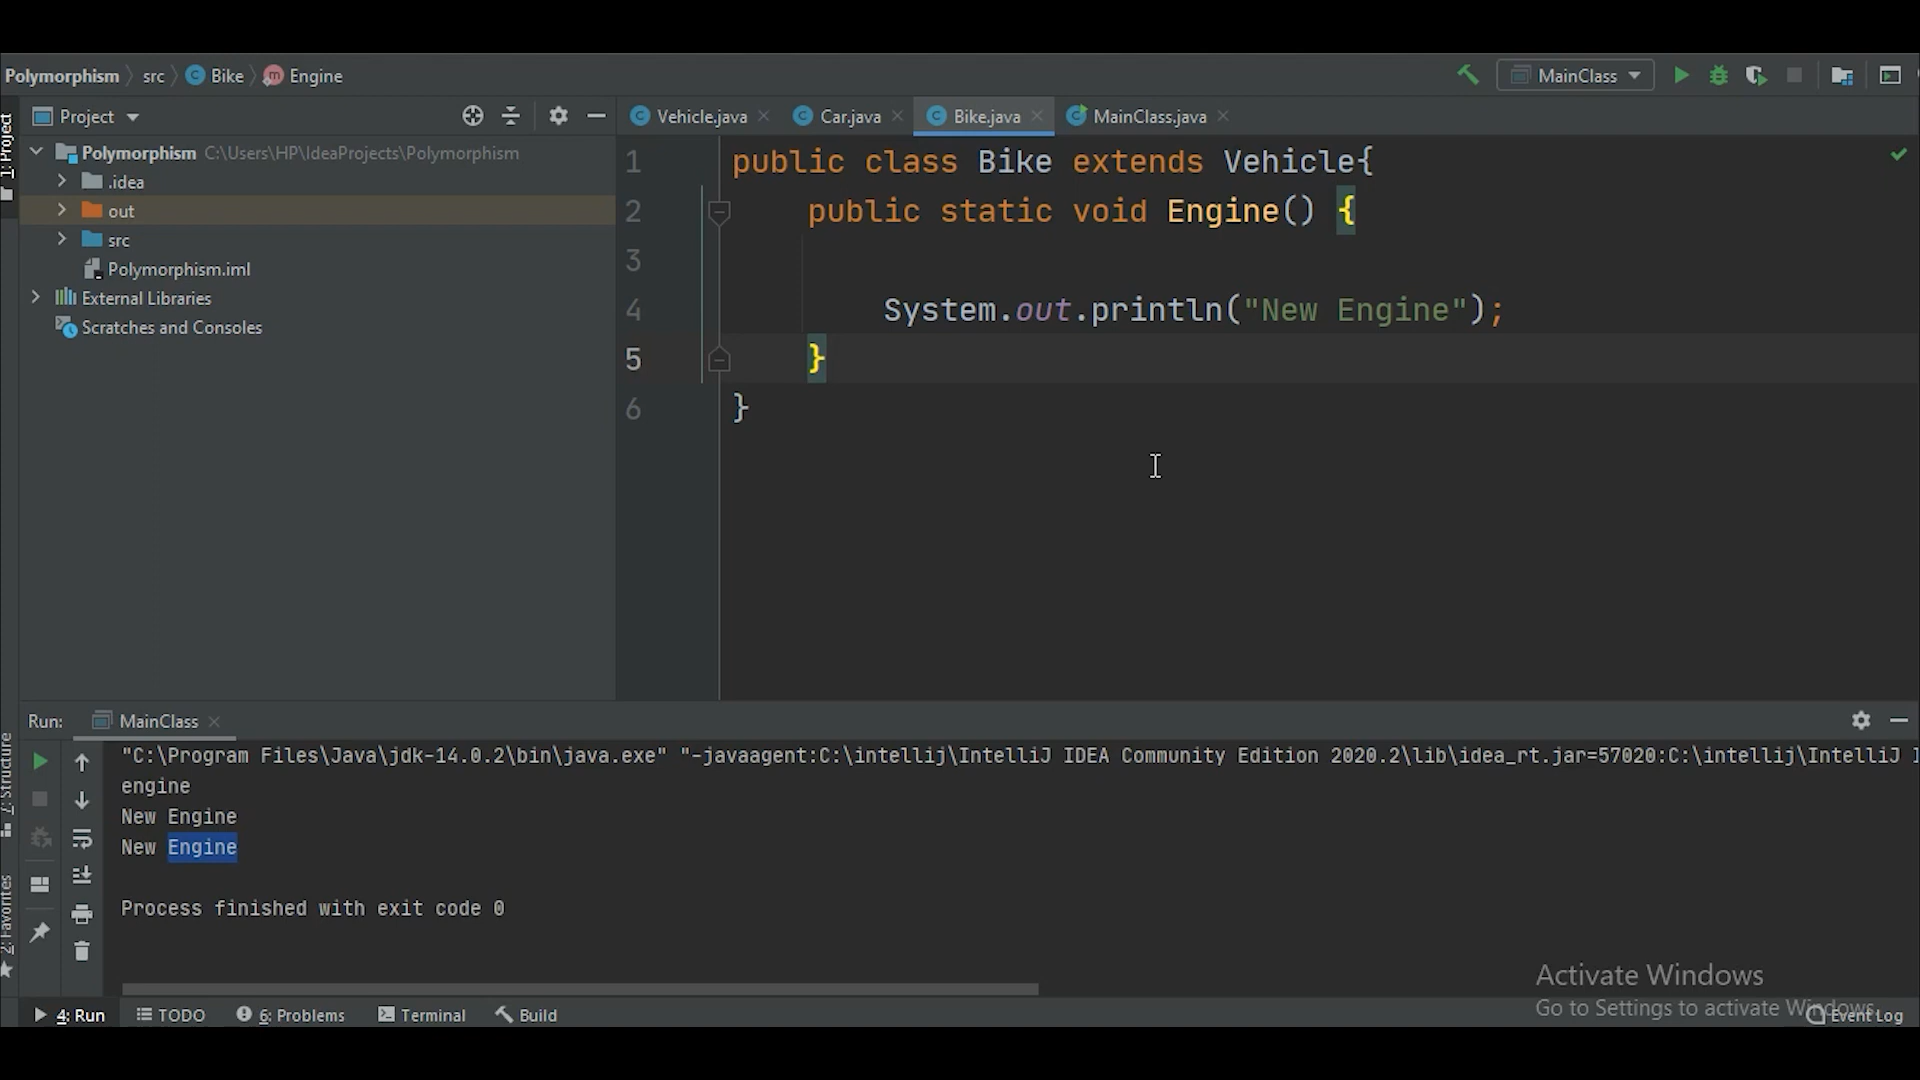 Polymorphism src Bike Engine MainClass
Project Vehicle.java Car.java Bike.java MainClass.java
1: Project
Polymorphism C:\Users\HP\IdeaProjects\Polymorphism
.idea
out
src
Polymorphism.iml
External Libraries
Scratches and Consoles
1 public class Bike extends Vehicle{
2 public static void Engine() {
3
4 System.out.println("New Engine");
5 }
6 }
Run: MainClass
"C:\Program Files\Java\jdk-14.0.2\bin\java.exe" "-javaagent:C:\intellij\IntelliJ IDEA Community Edition 2020.2\lib\idea_rt.jar=57020:C:\intellij\IntelliJ I
engine
New Engine
New Engine
Process finished with exit code 0
7: Structure
2: Favorites
Activate Windows
Go to Settings to activate Windows.
4: Run TODO 6: Problems Terminal Build Event Log